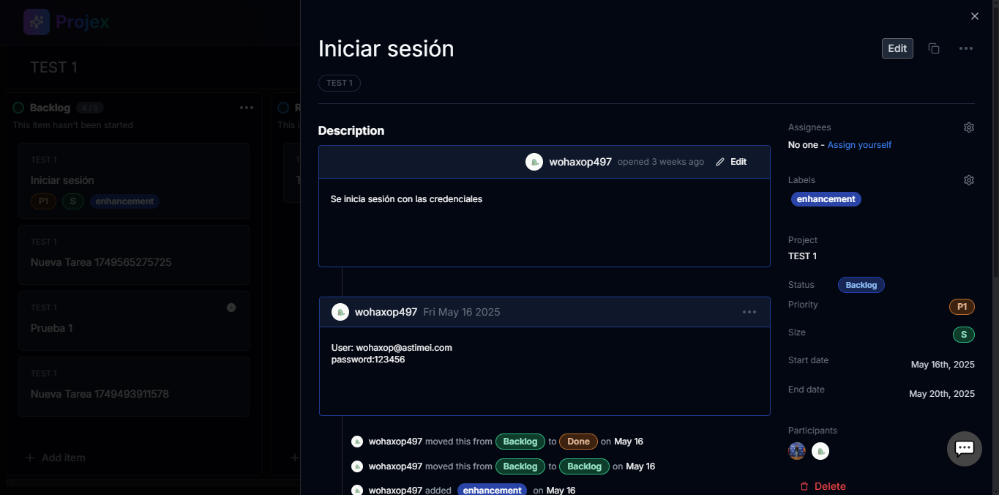 Projex
TEST 1
Backlog 4 / 5
This item hasn't been started
TEST 1
Iniciar sesión
P1 S enhancement
TEST 1
Nueva Tarea 1749565275725
TEST 1
Prueba 1
TEST 1
Nueva Tarea 1749493911578
+ Add item
Iniciar sesión
Edit
TEST 1
Description
wohaxop497 opened 3 weeks ago Edit
Se inicia sesión con las credenciales
wohaxop497 Fri May 16 2025
User: wohaxop@astimei.com
password:123456
wohaxop497 moved this from Backlog to Done on May 16
wohaxop497 moved this from Backlog to Backlog on May 16
wohaxop497 added enhancement on May 16
Assignees
No one - Assign yourself
Labels
enhancement
Project
TEST 1
Status Backlog
Priority P1
Size S
Start date May 16th, 2025
End date May 20th, 2025
Participants
Delete